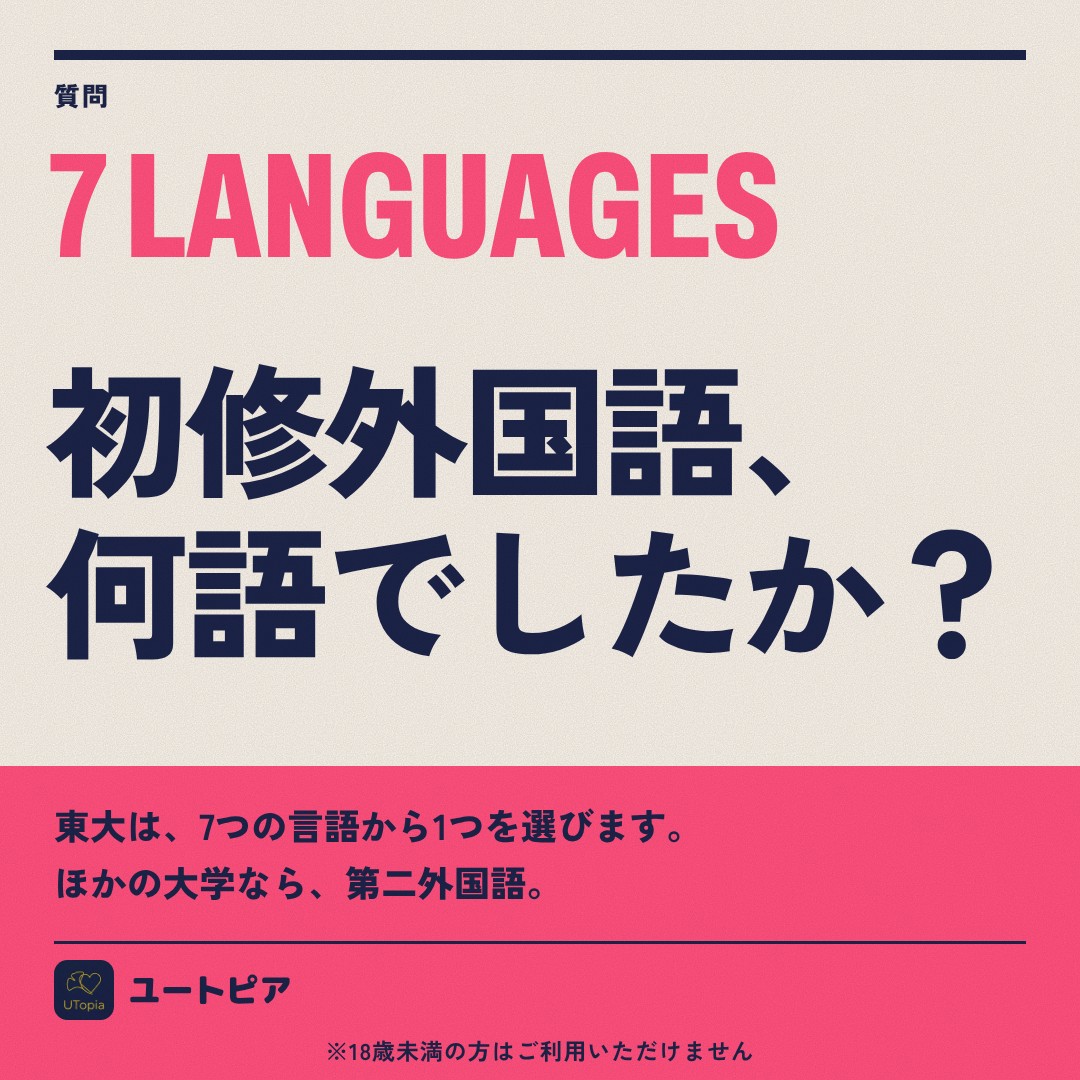 質問
7 LANGUAGES
初修外国語、
何語でしたか？
東大は、7つの言語から1つを選びます。
ほかの大学なら、第二外国語。
UTopia
ユートピア
※18歳未満の方はご利用いただけません